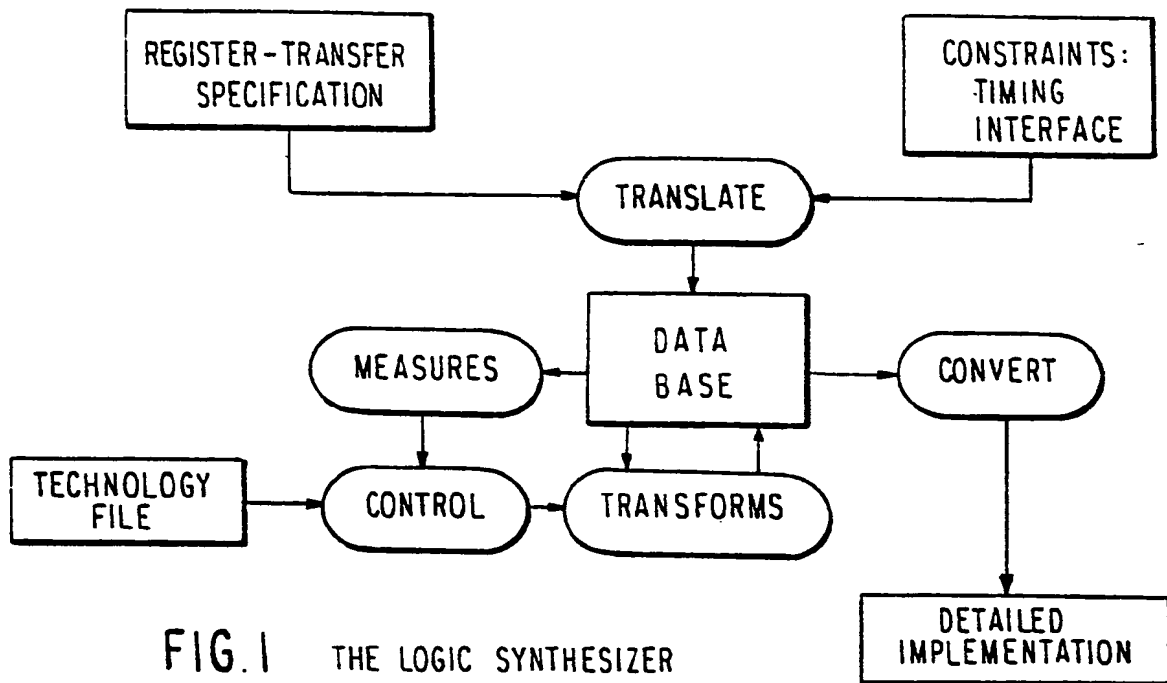 REGISTER-TRANSFER
SPECIFICATION
CONSTRAINTS:
TIMING
INTERFACE
TRANSLATE
DATA
BASE
MEASURES
CONVERT
TECHNOLOGY
FILE
CONTROL
TRANSFORMS
DETAILED
IMPLEMENTATION
FIG.1 THE LOGIC SYNTHESIZER